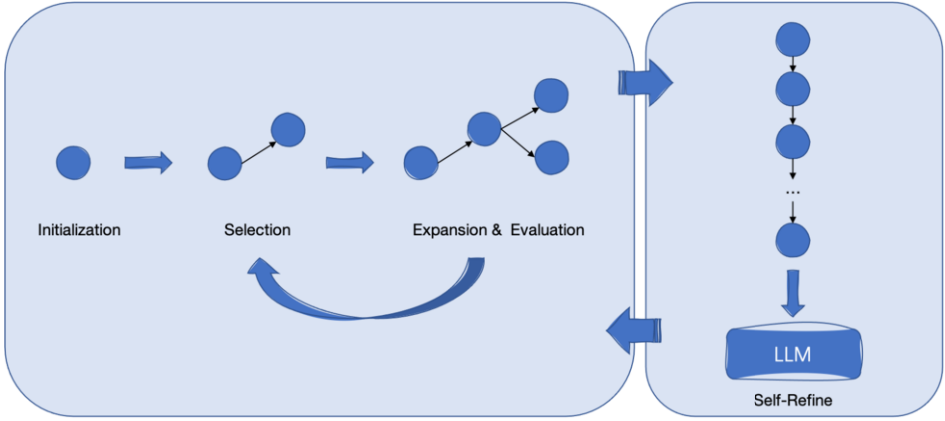 Initialization
Selection
Expansion & Evaluation
...
LLM
Self-Refine